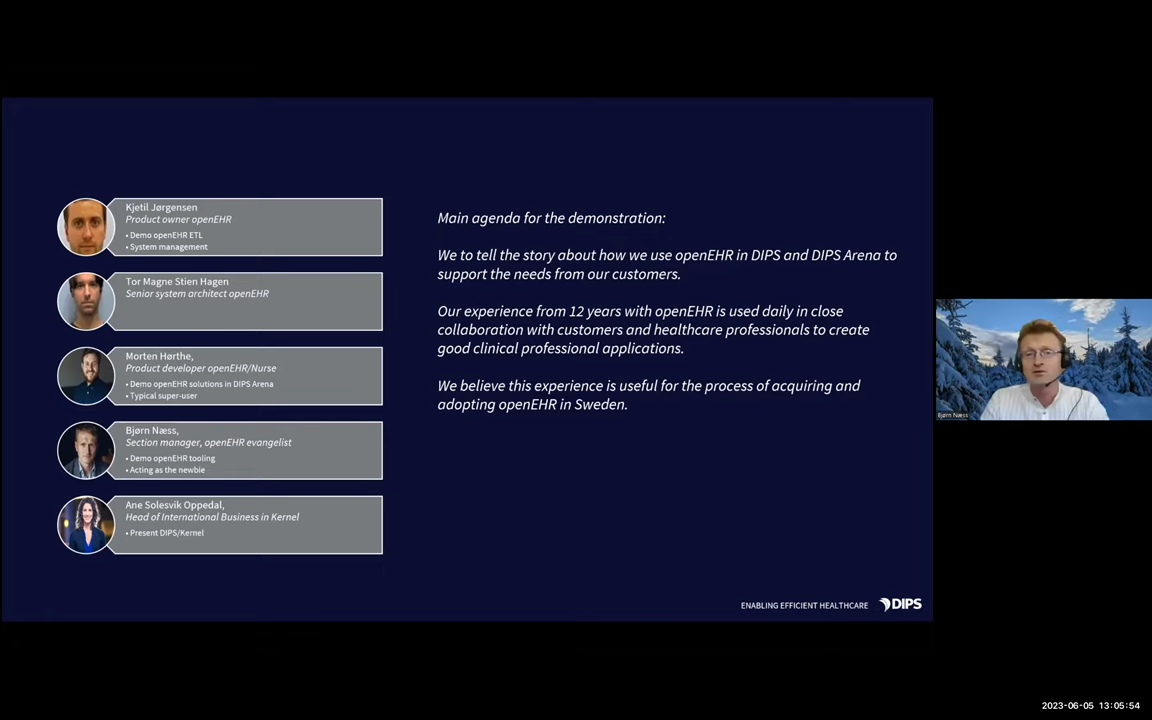 Kjetil Jørgensen
Product owner openEHR
• Demo openEHR ETL
• System management
Tor Magne Stien Hagen
Senior system architect openEHR
Morten Hørthe,
Product developer openEHR/Nurse
• Demo openEHR solutions in DIPS Arena
• Typical super-user
Bjørn Næss,
Section manager, openEHR evangelist
• Demo openEHR tooling
• Acting as the newbie
Ane Solesvik Oppedal,
Head of International Business in Kernel
• Present DIPS/Kernel
Main agenda for the demonstration:
We to tell the story about how we use openEHR in DIPS and DIPS Arena to
support the needs from our customers.
Our experience from 12 years with openEHR is used daily in close
collaboration with customers and healthcare professionals to create
good clinical professional applications.
We believe this experience is useful for the process of acquiring and
adopting openEHR in Sweden.
ENABLING EFFICIENT HEALTHCARE
DIPS
Bjørn Næss
2023-06-05 13:05:54